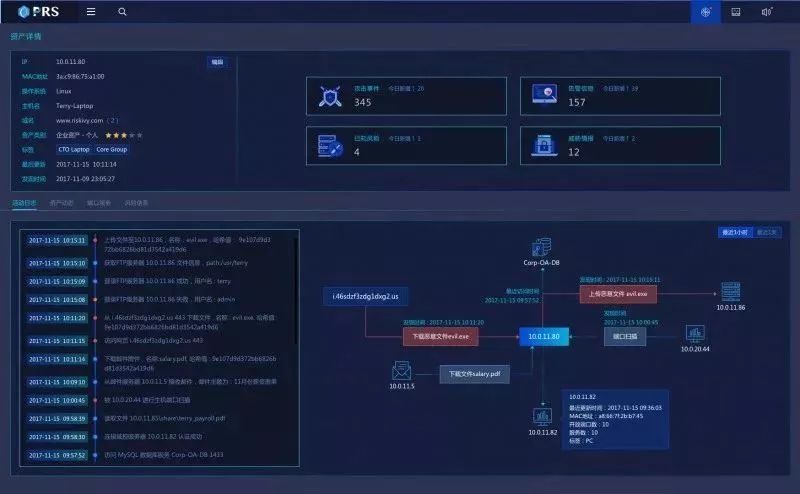 PRS
资产详情
IP 10.0.11.80 编辑
MAC地址 3a:c9:86:75:a1:00
操作系统 Linux
主机名 Terry-Laptop
域名 www.riskivy.com ( 2 )
资产类别 企业资产 - 个人
标签 CTO Laptop Core Group
最后更新 2017-11-15 10:11:14
发现时间 2017-11-09 23:05:27
攻击事件 今日新增 ! 20
345
告警信息 今日新增 ! 39
157
已知风险 今日新增 ! 1
4
威胁情报 今日新增 ! 2
12
活动日志 资产动态 端口服务 风险信息
2017-11-15 10:15:11 上传文件至10.0.11.86，名称：evil.exe，哈希值： 9e107d9d3
72bb6826bd81d3542a419d6
2017-11-15 10:15:10 获取FTP服务器 10.0.11.86 文件信息，path:/usr/terry
2017-11-15 10:15:09 登录FTP服务器 10.0.11.86 成功，用户名：terry
2017-11-15 10:15:08 登录FTP服务器 10.0.11.86 失败，用户名：admin
2017-11-15 10:11:20 从 i.46sdzf3zdg1dxg2.us 443 下载文件，名称：evil.exe, 哈希值：
9e107d9d372bb6826bd81d3542a419d6
2017-11-15 10:11:15 访问网页 i.46sdzf3zdg1dxg2.us 443
2017-11-15 10:11:14 下载邮件附件，名称:salary.pdf, 哈希值：9e107d9d372bb6826b
d81d3542a419d6
2017-11-15 10:09:10 从邮件服务器 10.0.11.5 接收邮件，邮件主题为：11月份薪资
2017-11-15 10:00:45 被 10.0.20.44 进行主机端口扫描
2017-11-15 09:58:39 读取文件 10.0.11.85\share\terry_payroll.pdf
2017-11-15 09:58:30 连接域控服务器 10.0.11.82 认证成功
2017-11-15 09:57:52 访问 MySQL 数据库服务 Corp-OA-DB 1433
最近1小时 最近1天
Corp-OA-DB
发现时间：2017-11-15 10:15:11
上传恶意文件 evil.exe
10.0.11.86
最近访问时间：
2017-11-15 09:57:52
i.46sdzf3zdg1dxg2.us
发现时间：2017-11-15 10:11:20
下载恶意文件evil.exe
10.0.11.80
发现时间：
2017-11-15 10:00:45
端口扫描
10.0.20.44
下载文件salary.pdf
10.0.11.5
10.0.11.82
10.0.11.82
最近更新时间：2017-11-15 09:36:03
MAC地址：a8:66:7f:2b:b7:45
开放端口数：10
服务数：10
标签：PC